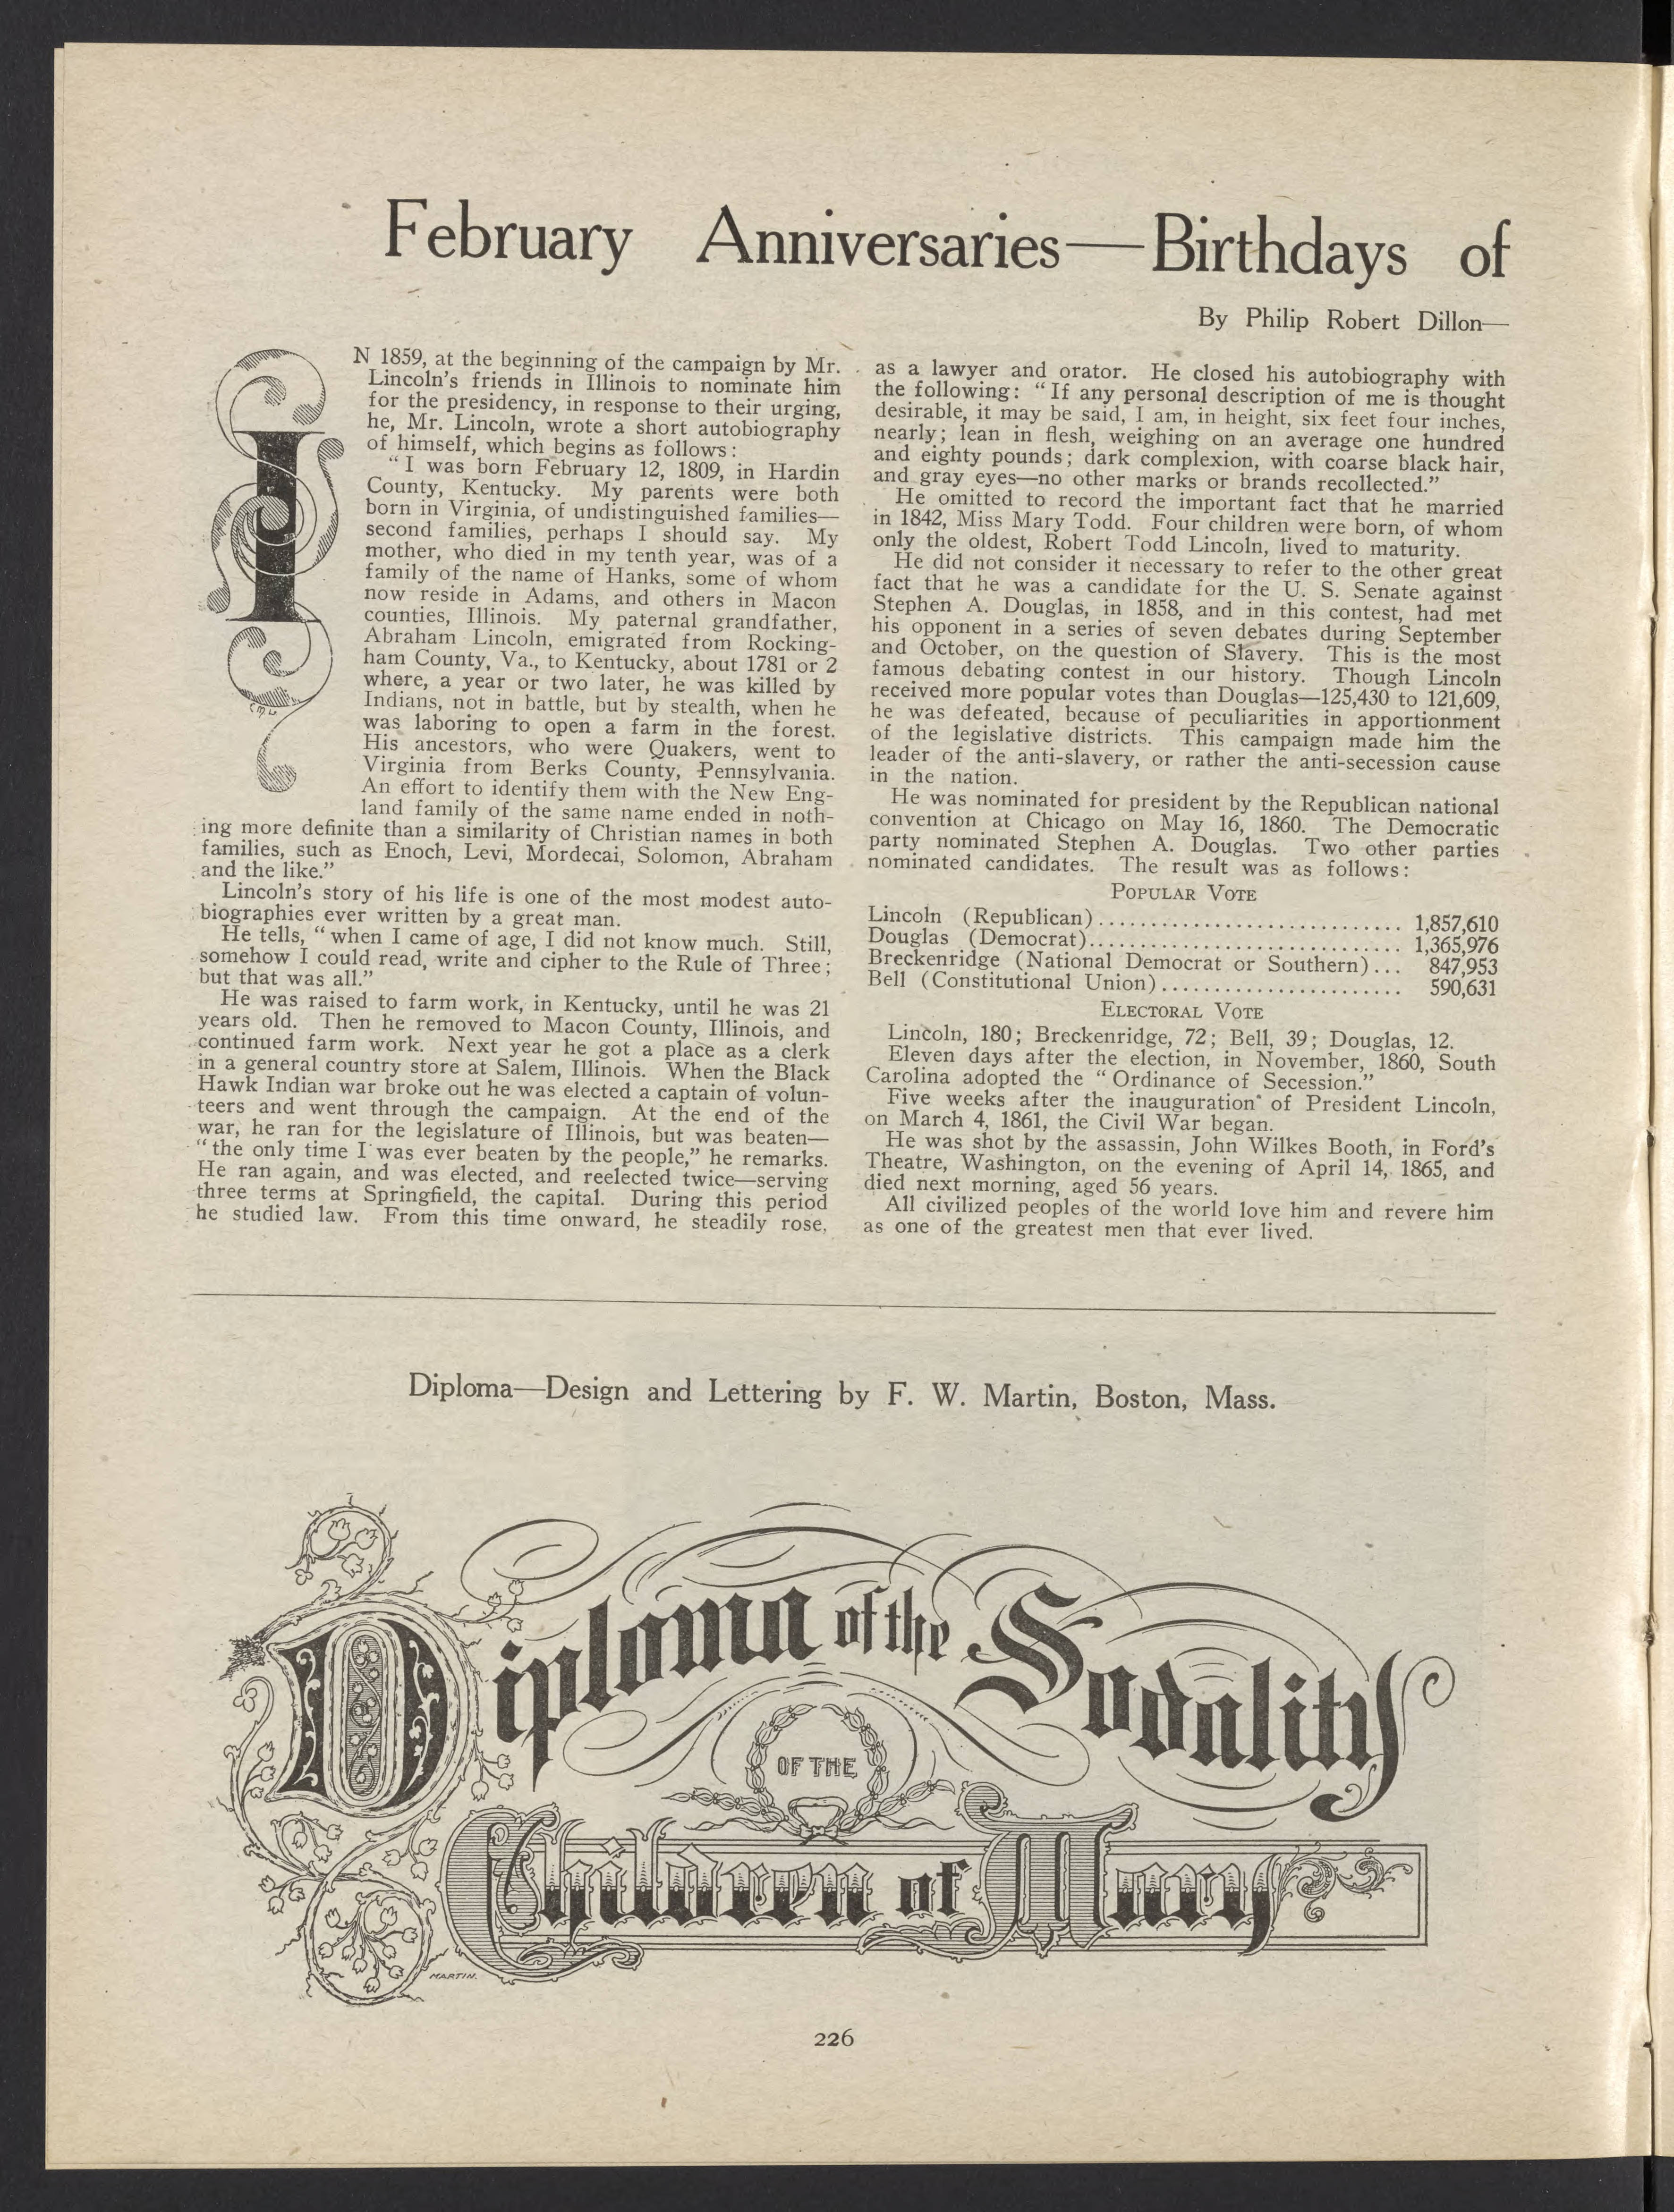 February Anniversaries—Birthdays of
By Philip Robert Dillon—
IN 1859, at the beginning of the campaign by Mr.
Lincoln's friends in Illinois to nominate him
for the presidency, in response to their urging,
he, Mr. Lincoln, wrote a short autobiography
of himself, which begins as follows:
"I was born February 12, 1809, in Hardin
County, Kentucky. My parents were both
born in Virginia, of undistinguished families—
second families, perhaps I should say. My
mother, who died in my tenth year, was of a
family of the name of Hanks, some of whom
now reside in Adams, and others in Macon
counties, Illinois. My paternal grandfather,
Abraham Lincoln, emigrated from Rocking-
ham County, Va., to Kentucky, about 1781 or 2
where, a year or two later, he was killed by
Indians, not in battle, but by stealth, when he
was laboring to open a farm in the forest.
His ancestors, who were Quakers, went to
Virginia from Berks County, Pennsylvania.
An effort to identify them with the New Eng-
land family of the same name ended in noth-
ing more definite than a similarity of Christian names in both
families, such as Enoch, Levi, Mordecai, Solomon, Abraham
and the like."
Lincoln's story of his life is one of the most modest auto-
biographies ever written by a great man.
He tells, "when I came of age, I did not know much. Still,
somehow I could read, write and cipher to the Rule of Three;
but that was all."
He was raised to farm work, in Kentucky, until he was 21
years old. Then he removed to Macon County, Illinois, and
continued farm work. Next year he got a place as a clerk
in a general country store at Salem, Illinois. When the Black
Hawk Indian war broke out he was elected a captain of volun-
teers and went through the campaign. At the end of the
war, he ran for the legislature of Illinois, but was beaten—
"the only time I was ever beaten by the people," he remarks.
He ran again, and was elected, and reelected twice—serving
three terms at Springfield, the capital. During this period
he studied law. From this time onward, he steadily rose,
as a lawyer and orator. He closed his autobiography with
the following: "If any personal description of me is thought
desirable, it may be said, I am, in height, six feet four inches,
nearly; lean in flesh, weighing on an average one hundred
and eighty pounds; dark complexion, with coarse black hair,
and gray eyes—no other marks or brands recollected."
He omitted to record the important fact that he married
in 1842, Miss Mary Todd. Four children were born, of whom
only the oldest, Robert Todd Lincoln, lived to maturity.
He did not consider it necessary to refer to the other great
fact that he was a candidate for the U. S. Senate against
Stephen A. Douglas, in 1858, and in this contest, had met
his opponent in a series of seven debates during September
and October, on the question of Slavery. This is the most
famous debating contest in our history. Though Lincoln
received more popular votes than Douglas—125,430 to 121,609,
he was defeated, because of peculiarities in apportionment
of the legislative districts. This campaign made him the
leader of the anti-slavery, or rather the anti-secession cause
in the nation.
He was nominated for president by the Republican national
convention at Chicago on May 16, 1860. The Democratic
party nominated Stephen A. Douglas. Two other parties
nominated candidates. The result was as follows:
POPULAR VOTE
Lincoln (Republican)............................ 1,857,610
Douglas (Democrat)............................. 1,365,976
Breckenridge (National Democrat or Southern)... 847,953
Bell (Constitutional Union)....................... 590,631
ELECTORAL VOTE
Lincoln, 180; Breckenridge, 72; Bell, 39; Douglas, 12.
Eleven days after the election, in November, 1860, South
Carolina adopted the "Ordinance of Secession."
Five weeks after the inauguration of President Lincoln,
on March 4, 1861, the Civil War began.
He was shot by the assassin, John Wilkes Booth, in Ford's
Theatre, Washington, on the evening of April 14, 1865, and
died next morning, aged 56 years.
All civilized peoples of the world love him and revere him
as one of the greatest men that ever lived.
Diploma—Design and Lettering by F. W. Martin, Boston, Mass.
Diploma of the Sodality
OF THE
Children of Mary
MARTIN.
226